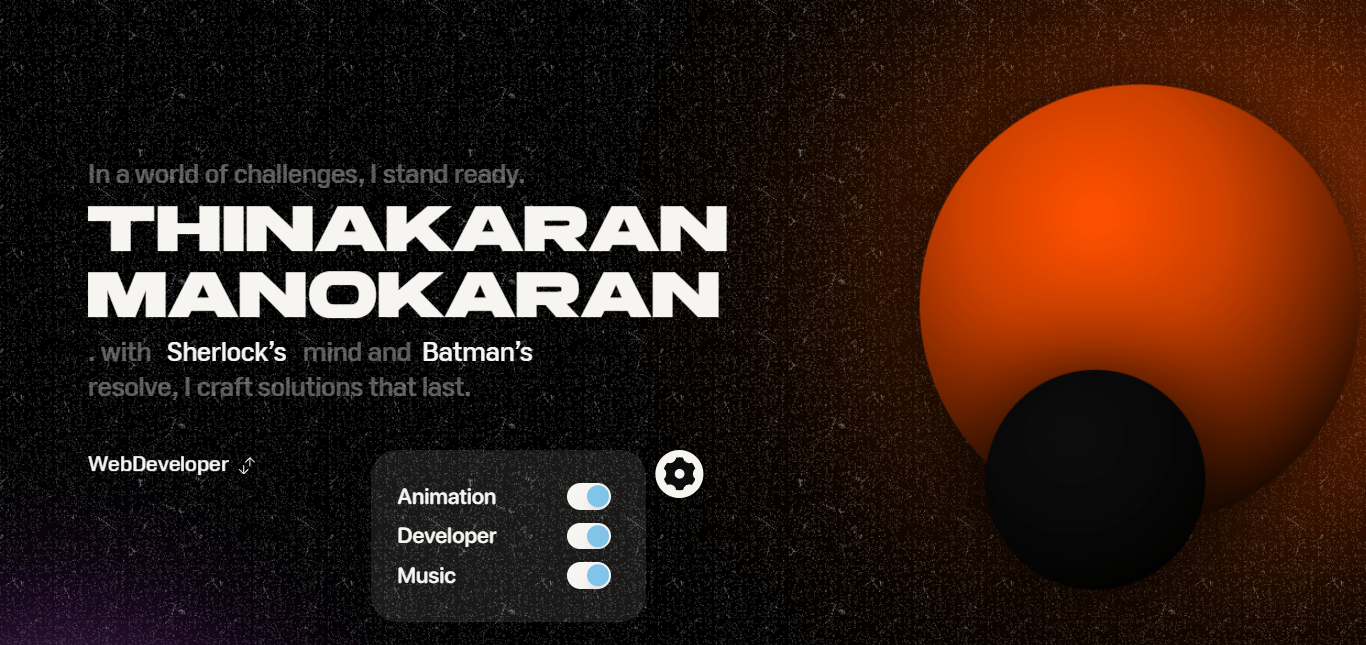 In a world of challenges, I stand ready.
THINAKARAN
MANOKARAN
. with Sherlock’s mind and Batman’s
resolve, I craft solutions that last.
WebDeveloper
Animation
Developer
Music